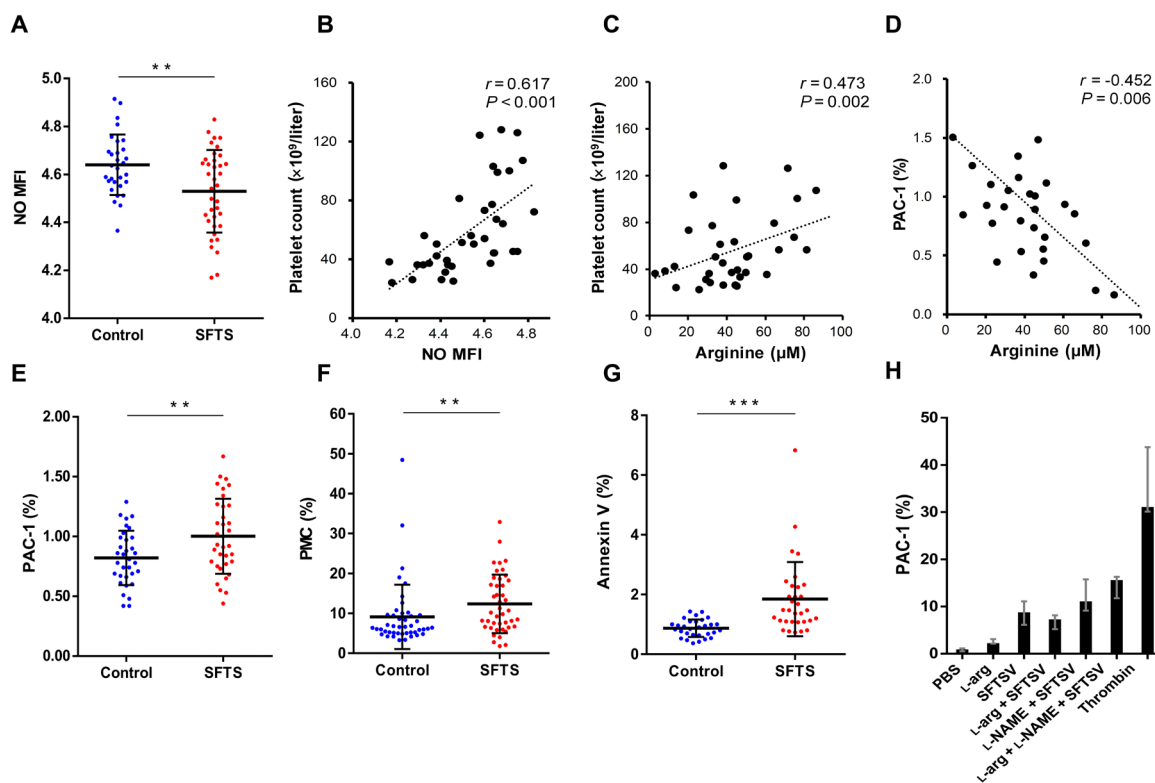 A
B
C
D
**
5.0
4.8
4.6
4.4
4.2
4.0
NO MFI
Control
SFTS
r = 0.617
P < 0.001
160
120
80
40
0
Platelet count (×10⁹/liter)
4.0
4.2
4.4
4.6
4.8
NO MFI
r = 0.473
P = 0.002
200
160
120
80
40
0
Platelet count (×10⁹/liter)
0
20
40
60
80
100
Arginine (µM)
r = -0.452
P = 0.006
2.0
1.5
1.0
0.5
0.0
PAC-1 (%)
0
20
40
60
80
100
Arginine (µM)
E
F
G
H
**
2.00
1.50
1.00
0.50
0.00
PAC-1 (%)
Control
SFTS
**
60
50
40
30
20
10
0
PMC (%)
Control
SFTS
***
8
6
4
2
0
Annexin V (%)
Control
SFTS
50
40
30
20
10
0
PAC-1 (%)
PBS
L-arg
SFTSV
L-arg + SFTSV
L-NAME + SFTSV
L-arg + L-NAME + SFTSV
Thrombin